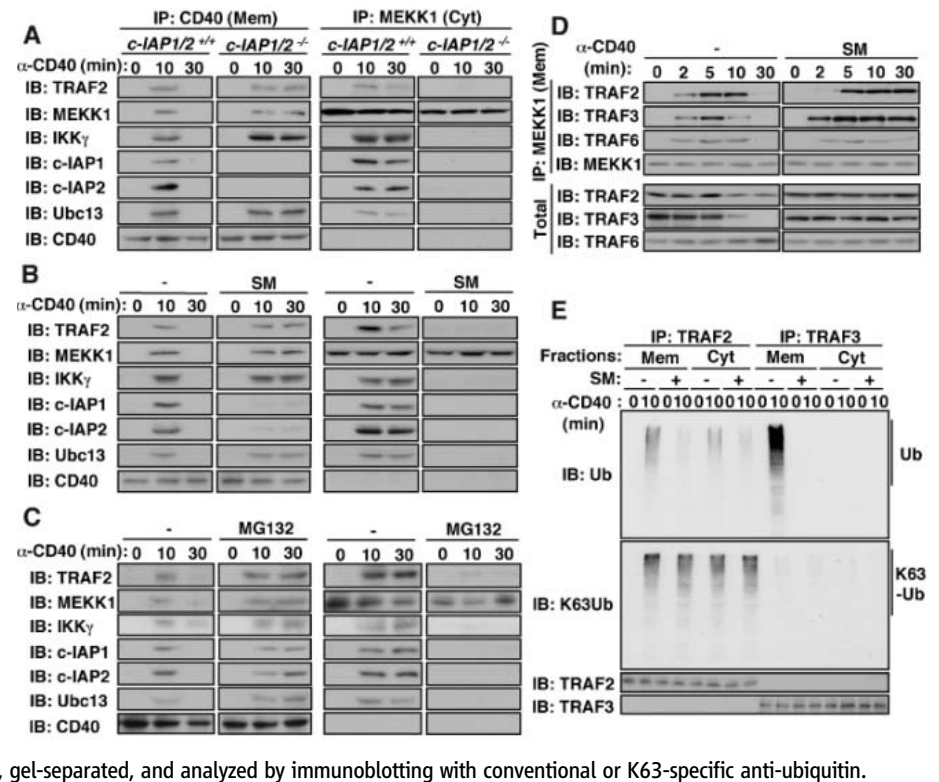 A
IP: CD40 (Mem) IP: MEKK1 (Cyt)
c-IAP1/2 +/+ c-IAP1/2 -/- c-IAP1/2 +/+ c-IAP1/2 -/-
α-CD40 (min): 0 10 30 0 10 30 0 10 30 0 10 30
IB: TRAF2
IB: MEKK1
IB: IKKγ
IB: c-IAP1
IB: c-IAP2
IB: Ubc13
IB: CD40
B
- SM - SM
α-CD40 (min): 0 10 30 0 10 30 0 10 30 0 10 30
IB: TRAF2
IB: MEKK1
IB: IKKγ
IB: c-IAP1
IB: c-IAP2
IB: Ubc13
IB: CD40
C
- MG132 - MG132
α-CD40 (min): 0 10 30 0 10 30 0 10 30 0 10 30
IB: TRAF2
IB: MEKK1
IB: IKKγ
IB: c-IAP1
IB: c-IAP2
IB: Ubc13
IB: CD40
D
α-CD40 - SM
(min): 0 2 5 10 30 0 2 5 10 30
IP: MEKK1 (Mem)
IB: TRAF2
IB: TRAF3
IB: TRAF6
IB: MEKK1
Total
IB: TRAF2
IB: TRAF3
IB: TRAF6
E
IP: TRAF2 IP: TRAF3
Fractions: Mem Cyt Mem Cyt
SM: - + - + - + - +
α-CD40 : 0 10 0 10 0 10 0 10 0 10 0 10 0 10 0 10
(min)
IB: Ub
Ub
IB: K63Ub
K63
-Ub
IB: TRAF2
IB: TRAF3
, gel-separated, and analyzed by immunoblotting with conventional or K63-specific anti-ubiquitin.